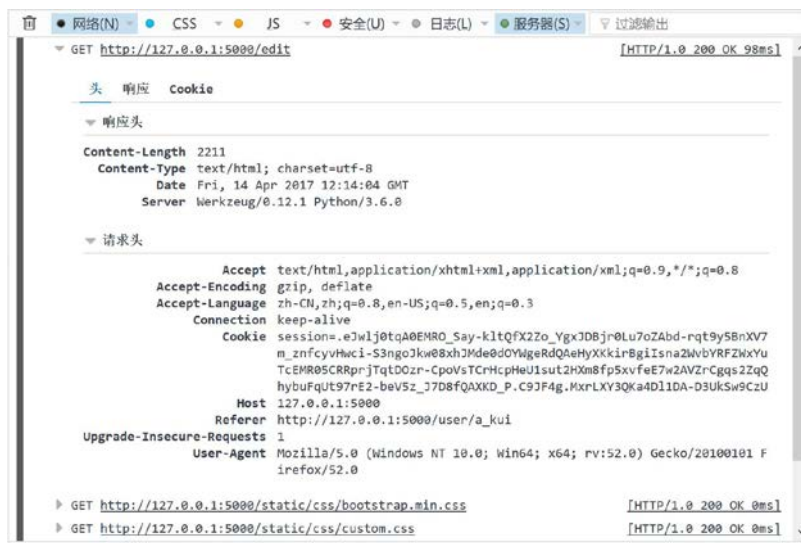 网络(N) CSS JS 安全(U) 日志(L) 服务器(S) 过滤输出
GET http://127.0.0.1:5000/edit [HTTP/1.0 200 OK 98ms]
头 响应 Cookie
响应头
Content-Length 2211
Content-Type text/html; charset=utf-8
Date Fri, 14 Apr 2017 12:14:04 GMT
Server Werkzeug/0.12.1 Python/3.6.0
请求头
Accept text/html,application/xhtml+xml,application/xml;q=0.9,*/*;q=0.8
Accept-Encoding gzip, deflate
Accept-Language zh-CN,zh;q=0.8,en-US;q=0.5,en;q=0.3
Connection keep-alive
Cookie
Host 127.0.0.1:5000
Referer http://127.0.0.1:5000/user/a_kui
Upgrade-Insecure-Requests 1
User-Agent Mozilla/5.0 (Windows NT 10.0; Win64; x64; rv:52.0) Gecko/20100101 F
irefox/52.0
GET http://127.0.0.1:5000/static/css/bootstrap.min.css [HTTP/1.0 200 OK 0ms]
GET http://127.0.0.1:5000/static/css/custom.css [HTTP/1.0 200 OK 0ms]